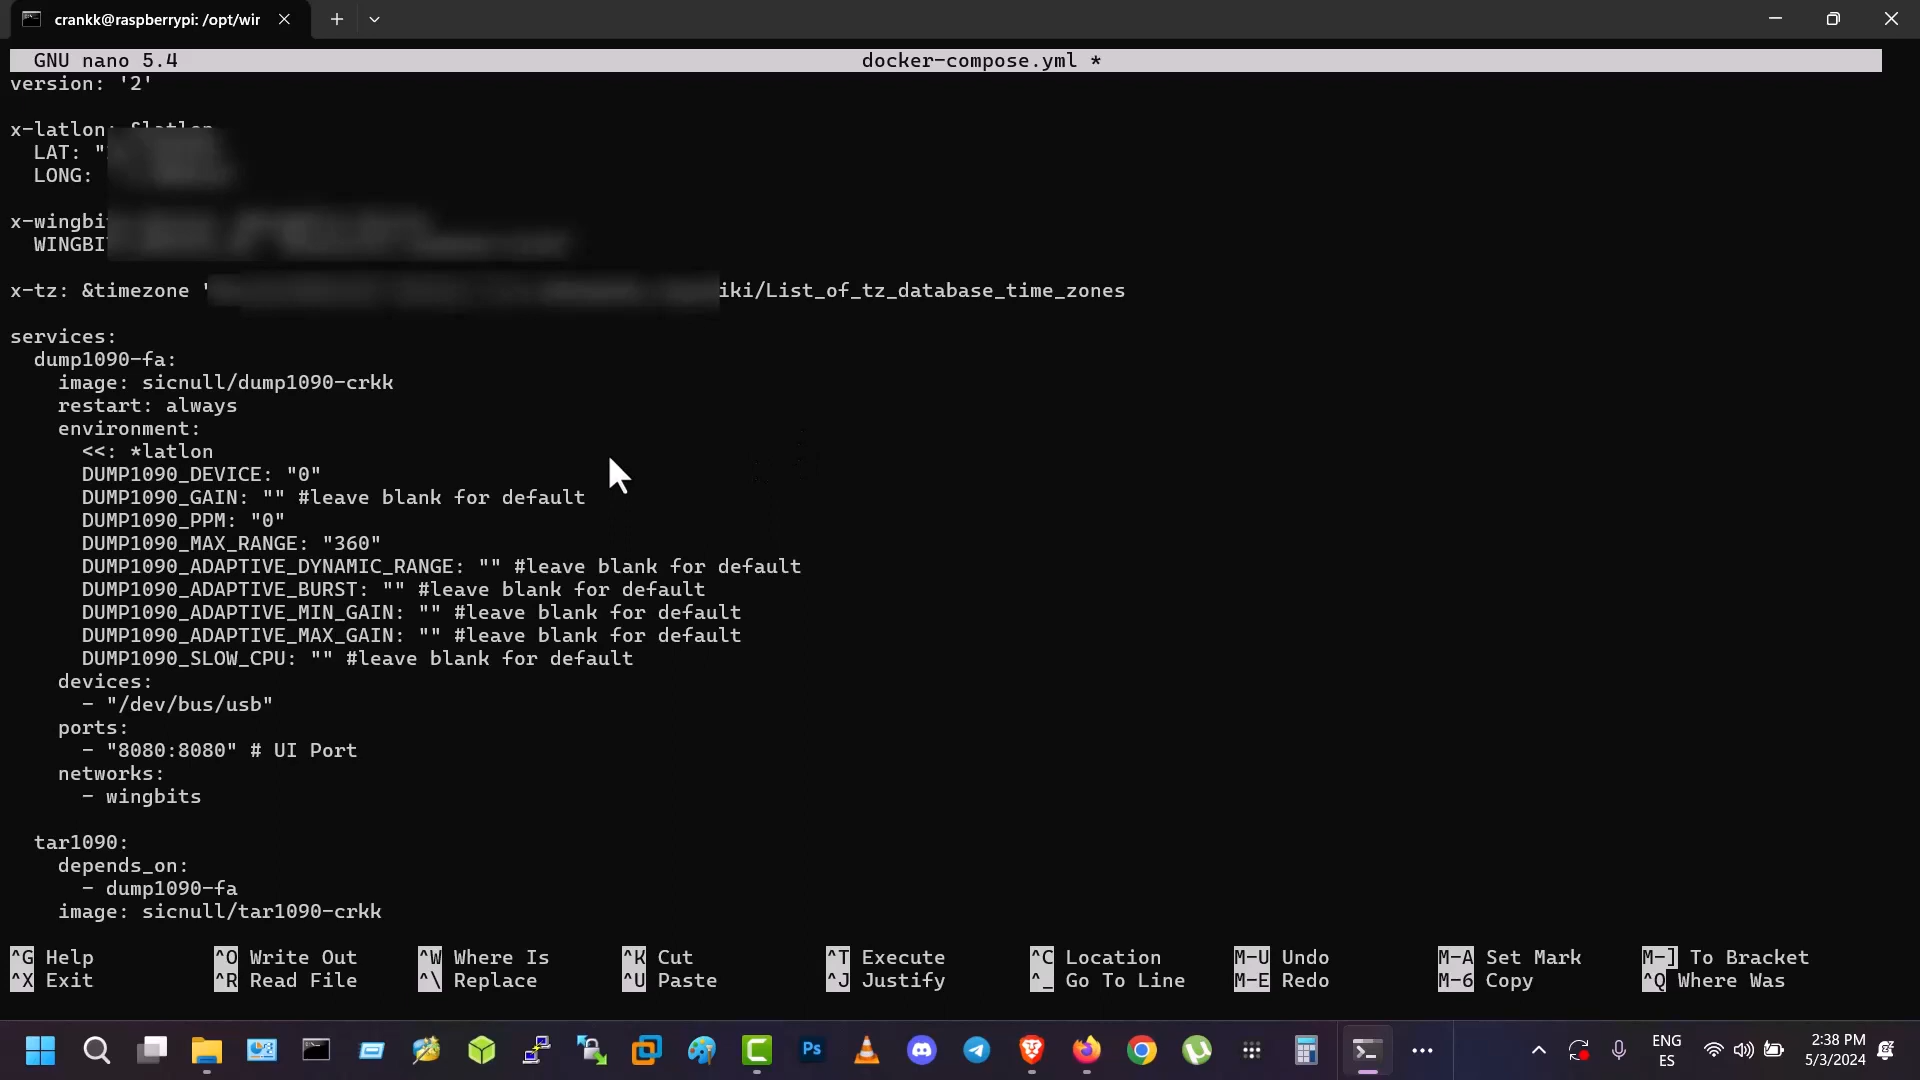 crankk@raspberrypi: /opt/wir
GNU nano 5.4 docker-compose.yml *
version: '2'
x-latlon: &latlon
LAT: "
LONG:
x-wingbi
WINGBI
x-tz: &timezone ' iki/List_of_tz_database_time_zones
services:
dump1090-fa:
image: sicnull/dump1090-crkk
restart: always
environment:
<<: *latlon
DUMP1090_DEVICE: "0"
DUMP1090_GAIN: "" #leave blank for default
DUMP1090_PPM: "0"
DUMP1090_MAX_RANGE: "360"
DUMP1090_ADAPTIVE_DYNAMIC_RANGE: "" #leave blank for default
DUMP1090_ADAPTIVE_BURST: "" #leave blank for default
DUMP1090_ADAPTIVE_MIN_GAIN: "" #leave blank for default
DUMP1090_ADAPTIVE_MAX_GAIN: "" #leave blank for default
DUMP1090_SLOW_CPU: "" #leave blank for default
devices:
- "/dev/bus/usb"
ports:
- "8080:8080" # UI Port
networks:
- wingbits
tar1090:
depends_on:
- dump1090-fa
image: sicnull/tar1090-crkk
^G Help ^O Write Out ^W Where Is ^K Cut ^T Execute ^C Location M-U Undo M-A Set Mark M-] To Bracket
^X Exit ^R Read File ^\ Replace ^U Paste ^J Justify ^_ Go To Line M-E Redo M-6 Copy ^Q Where Was
Ps
ENG
ES
2:38 PM
5/3/2024